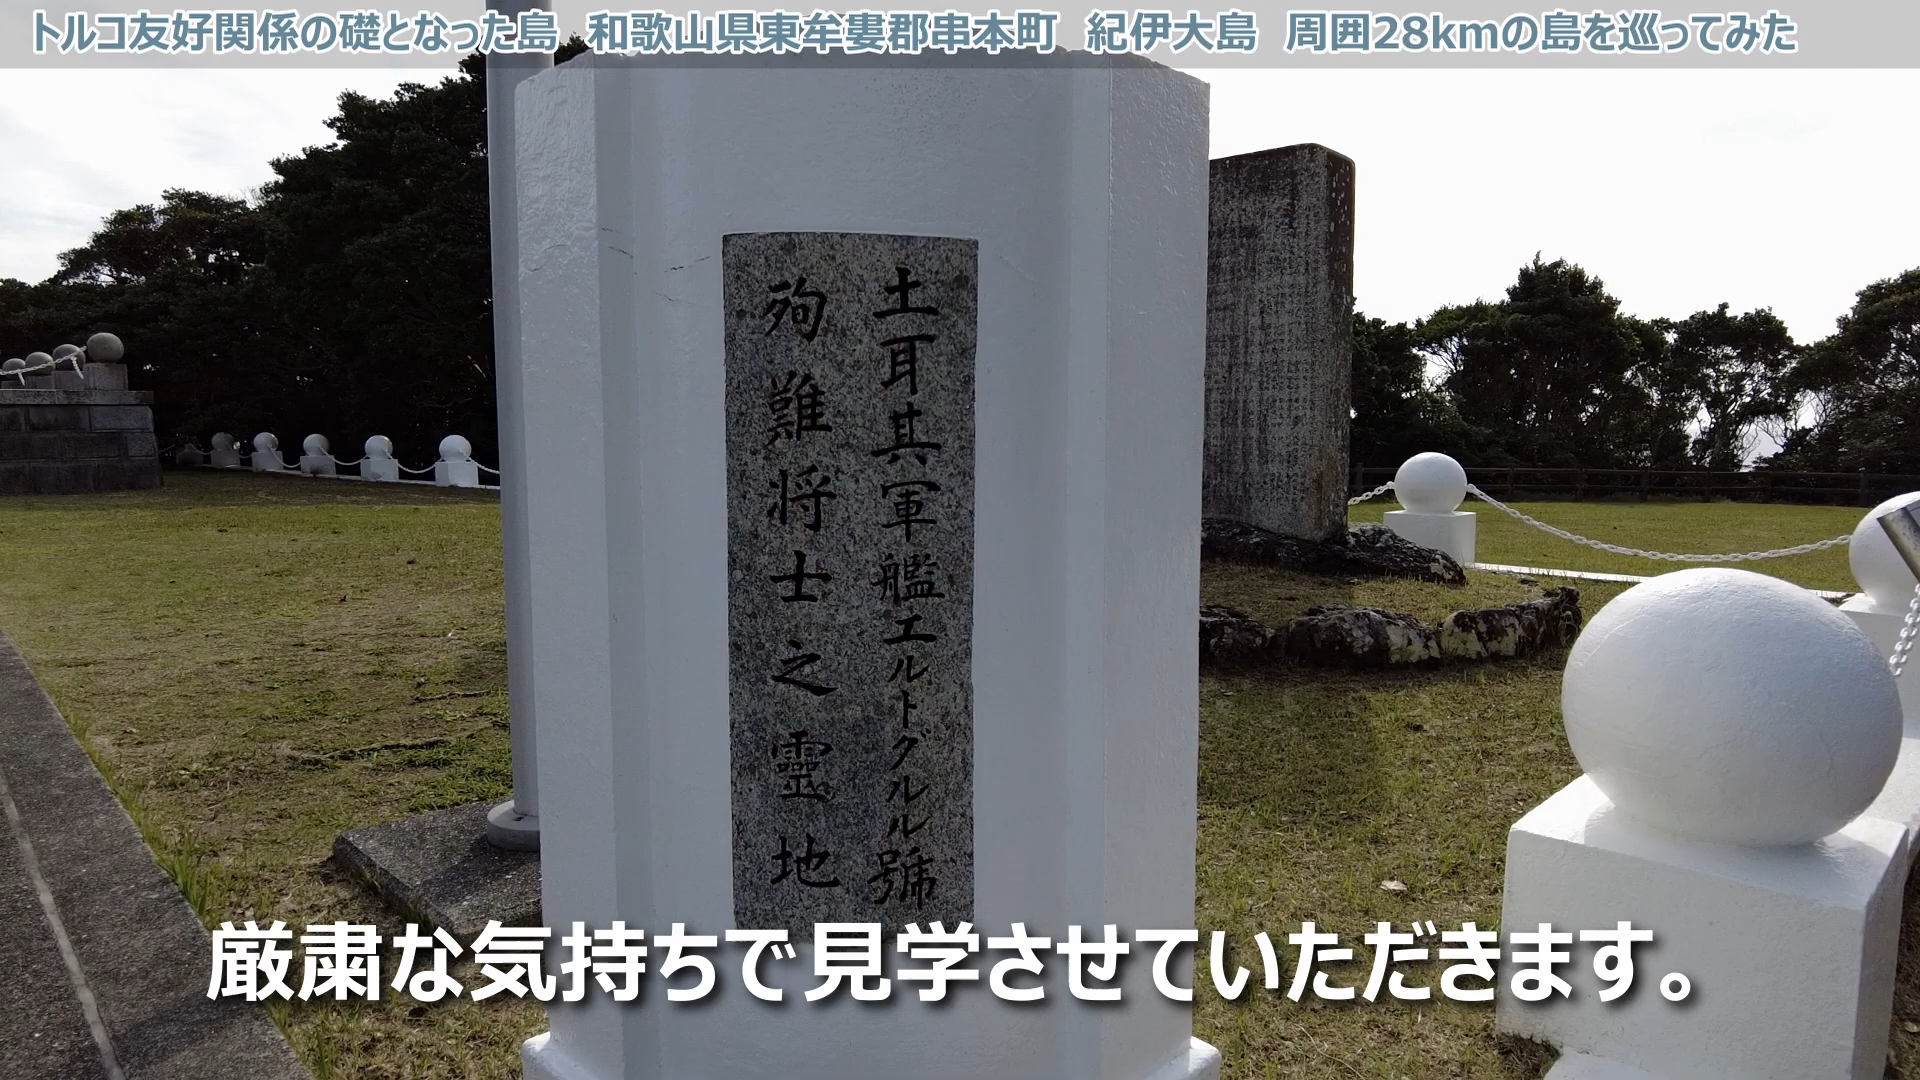 トルコ友好関係の礎となった島　和歌山県東牟婁郡串本町　紀伊大島　周囲28kmの島を巡ってみた
土耳其軍艦エルトグルル號
殉難将士之靈地
厳粛な気持ちで見学させていただきます。